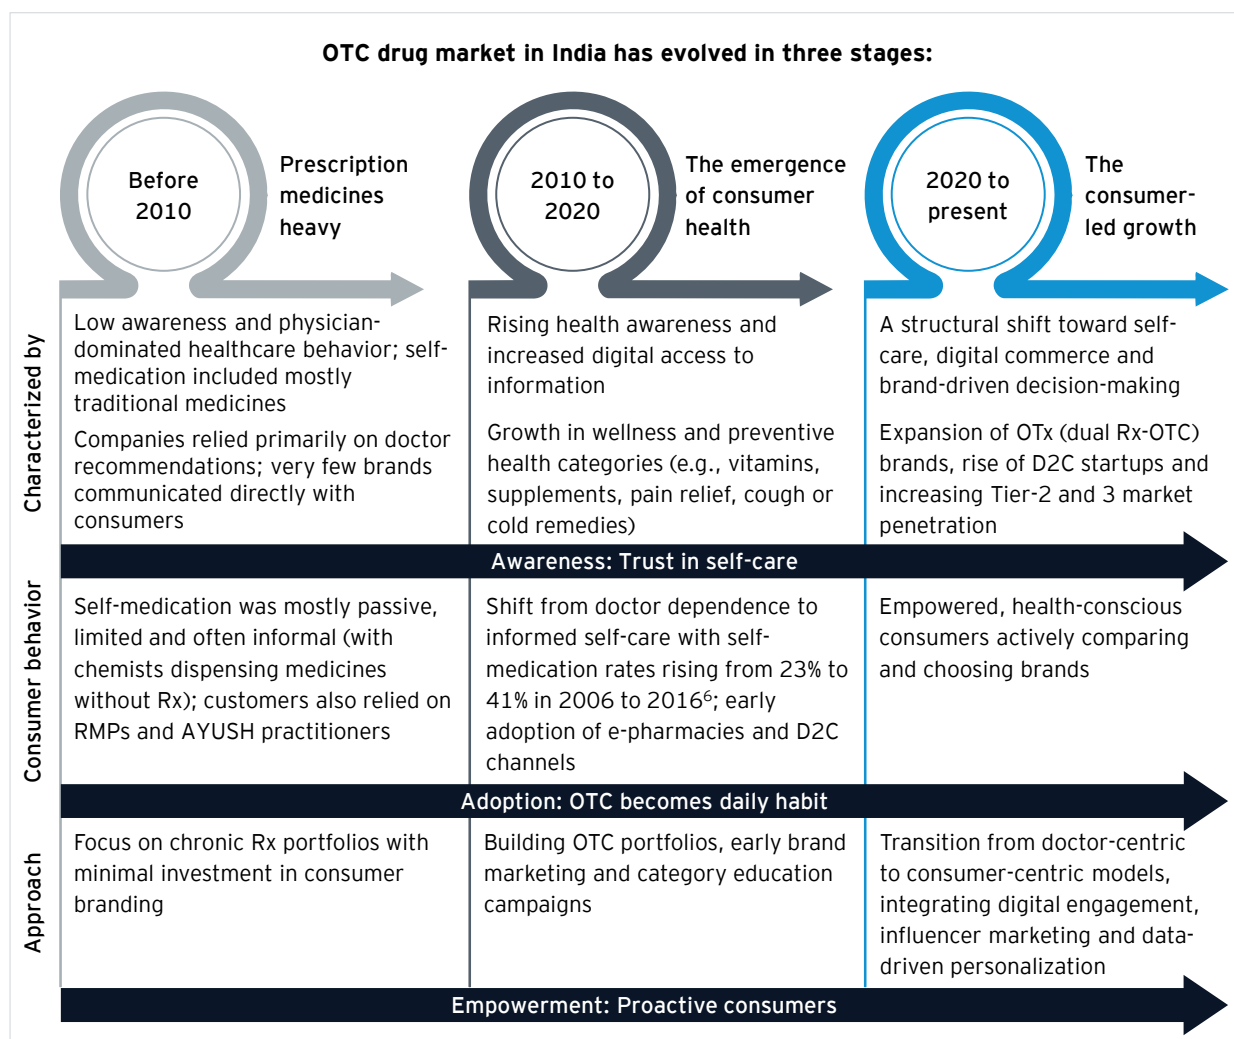 OTC drug market in India has evolved in three stages:
Before
2010
Prescription
medicines
heavy
2010 to
2020
The emergence
of consumer
health
2020 to
present
The
consumer-
led growth
Characterized by
Low awareness and physician-
dominated healthcare behavior; self-
medication included mostly
traditional medicines
Companies relied primarily on doctor
recommendations; very few brands
communicated directly with
consumers
Rising health awareness and
increased digital access to
information
Growth in wellness and preventive
health categories (e.g., vitamins,
supplements, pain relief, cough or
cold remedies)
A structural shift toward self-
care, digital commerce and
brand-driven decision-making
Expansion of OTx (dual Rx-OTC)
brands, rise of D2C startups and
increasing Tier-2 and 3 market
penetration
Awareness: Trust in self-care
Consumer behavior
Self-medication was mostly passive,
limited and often informal (with
chemists dispensing medicines
without Rx); customers also relied on
RMPs and AYUSH practitioners
Shift from doctor dependence to
informed self-care with self-
medication rates rising from 23% to
41% in 2006 to 2016⁶; early
adoption of e-pharmacies and D2C
channels
Empowered, health-conscious
consumers actively comparing
and choosing brands
Adoption: OTC becomes daily habit
Approach
Focus on chronic Rx portfolios with
minimal investment in consumer
branding
Building OTC portfolios, early brand
marketing and category education
campaigns
Transition from doctor-centric
to consumer-centric models,
integrating digital engagement,
influencer marketing and data-
driven personalization
Empowerment: Proactive consumers